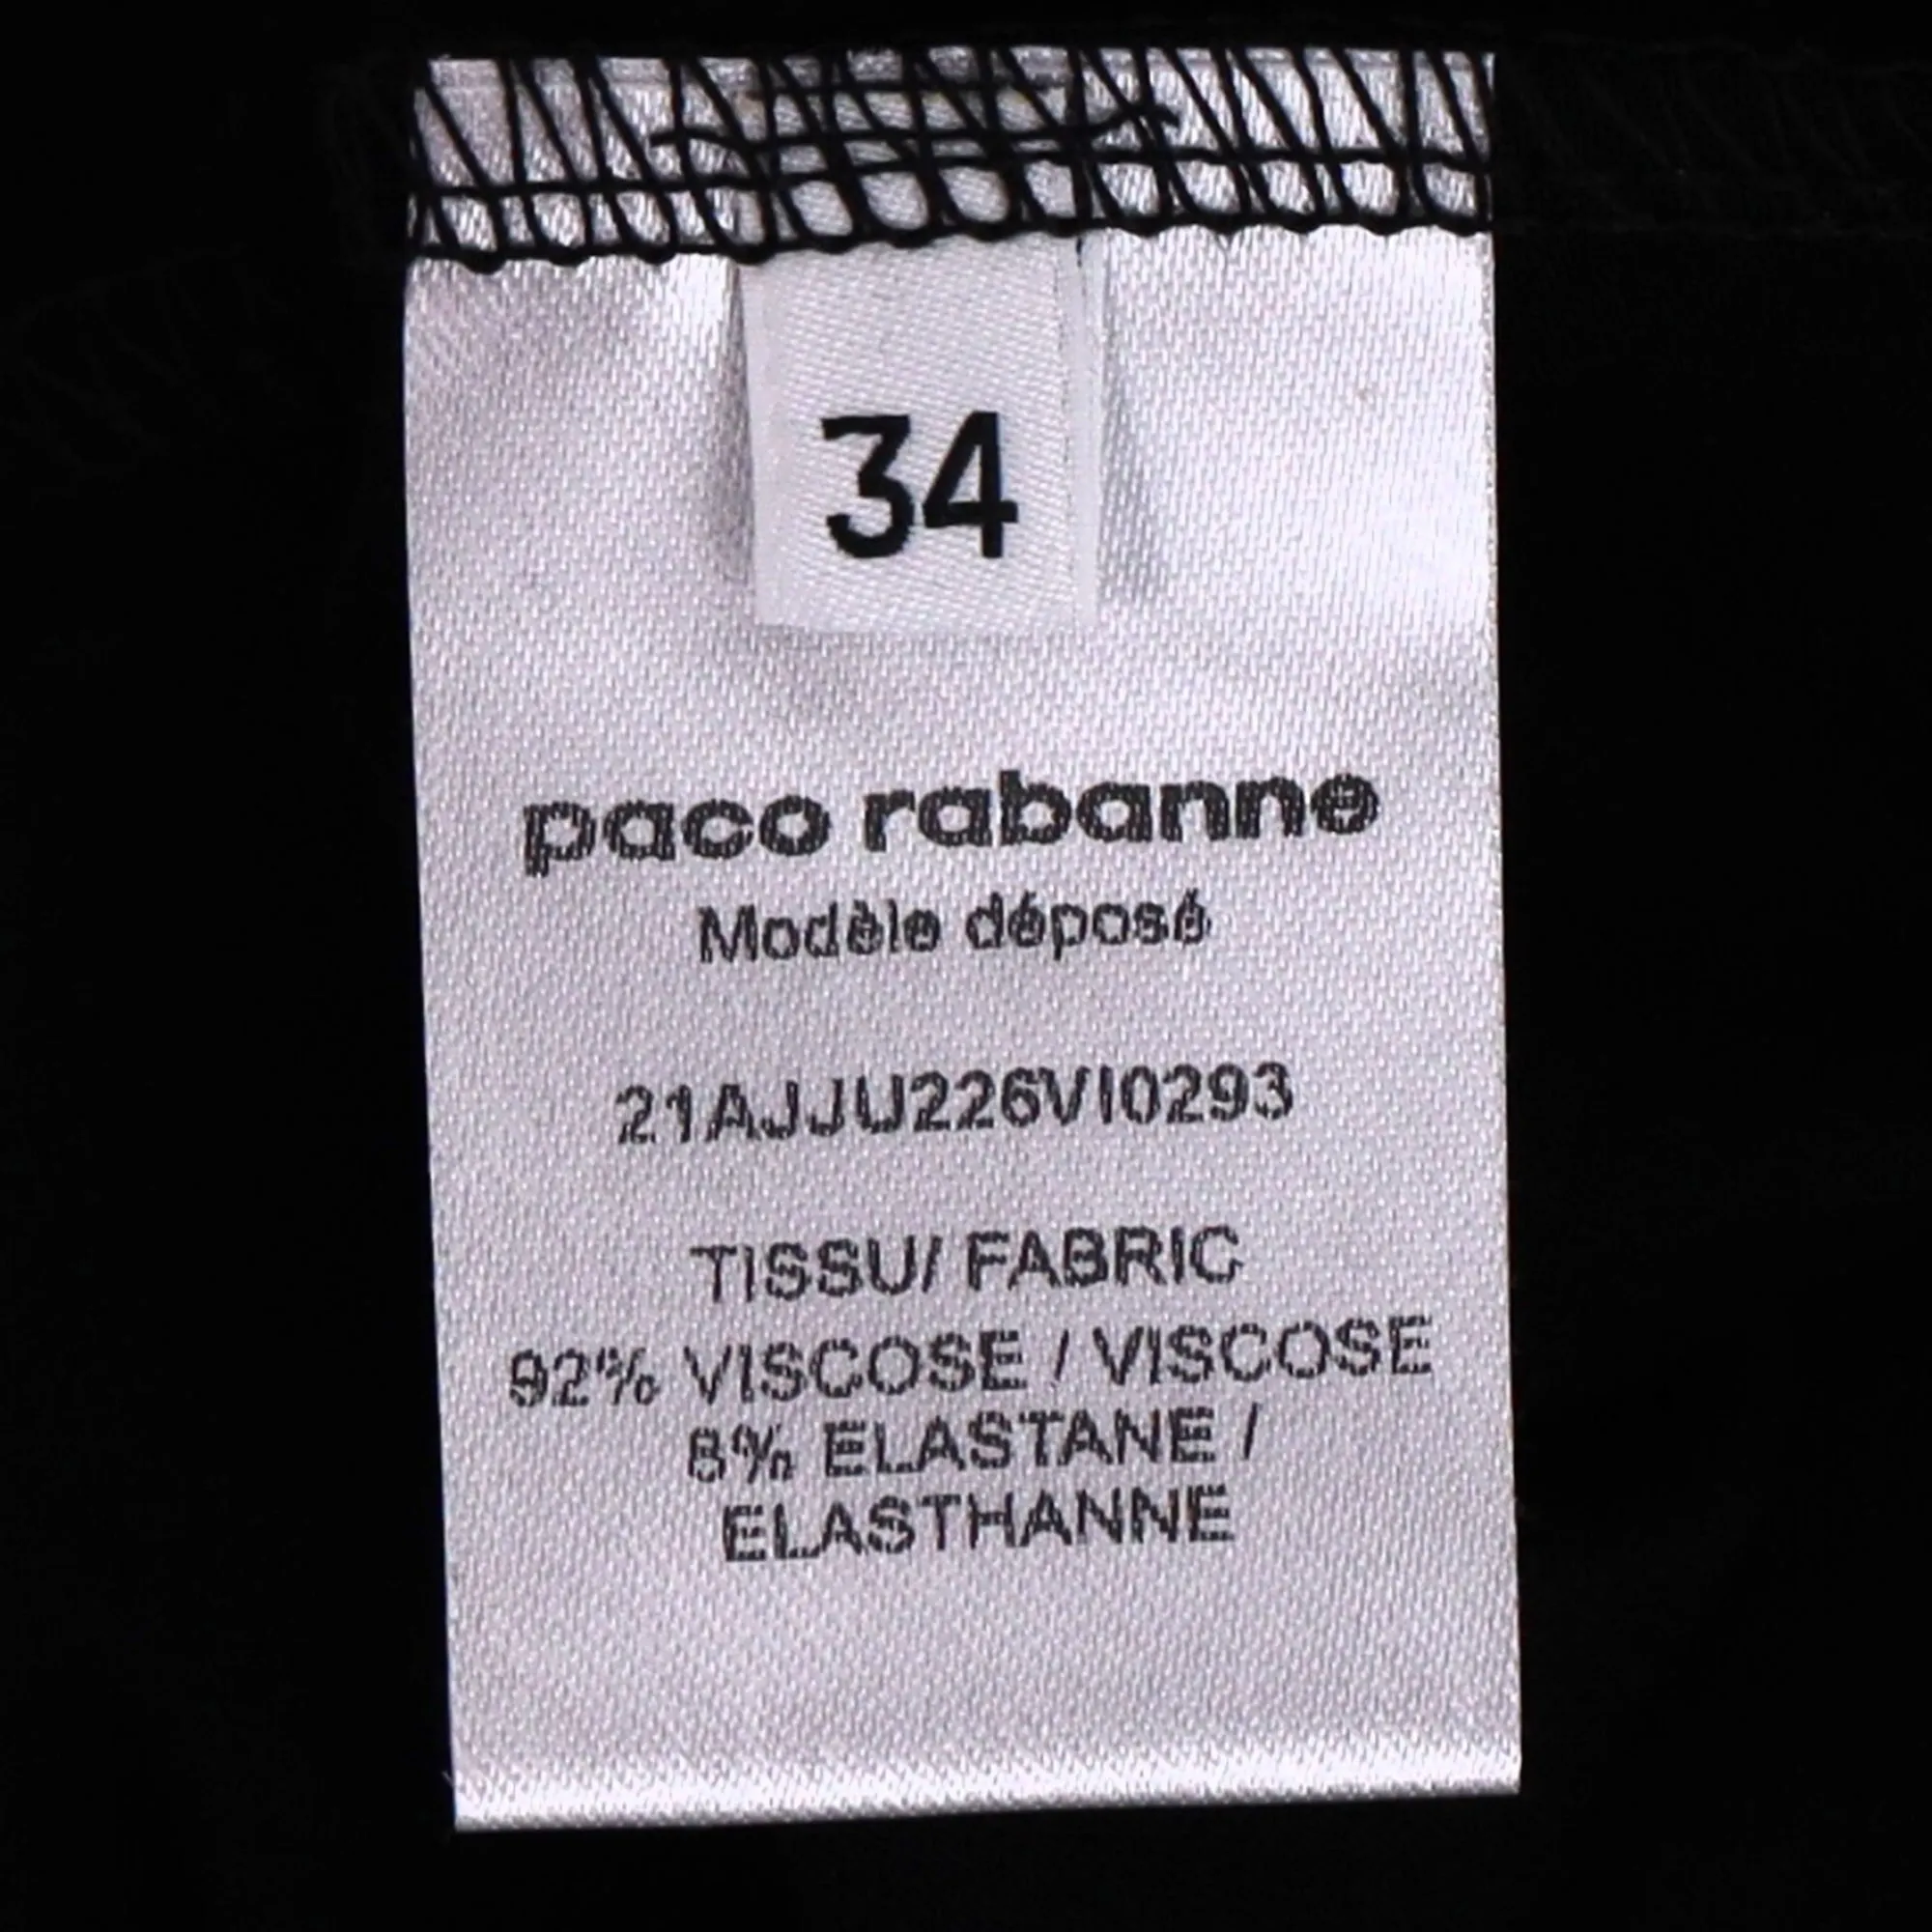 34
paco rabanne
Modèle déposé
21AJJU226VI0293
TISSU/ FABRIC
92% VISCOSE / VISCOSE
8% ELASTANE /
ELASTHANNE